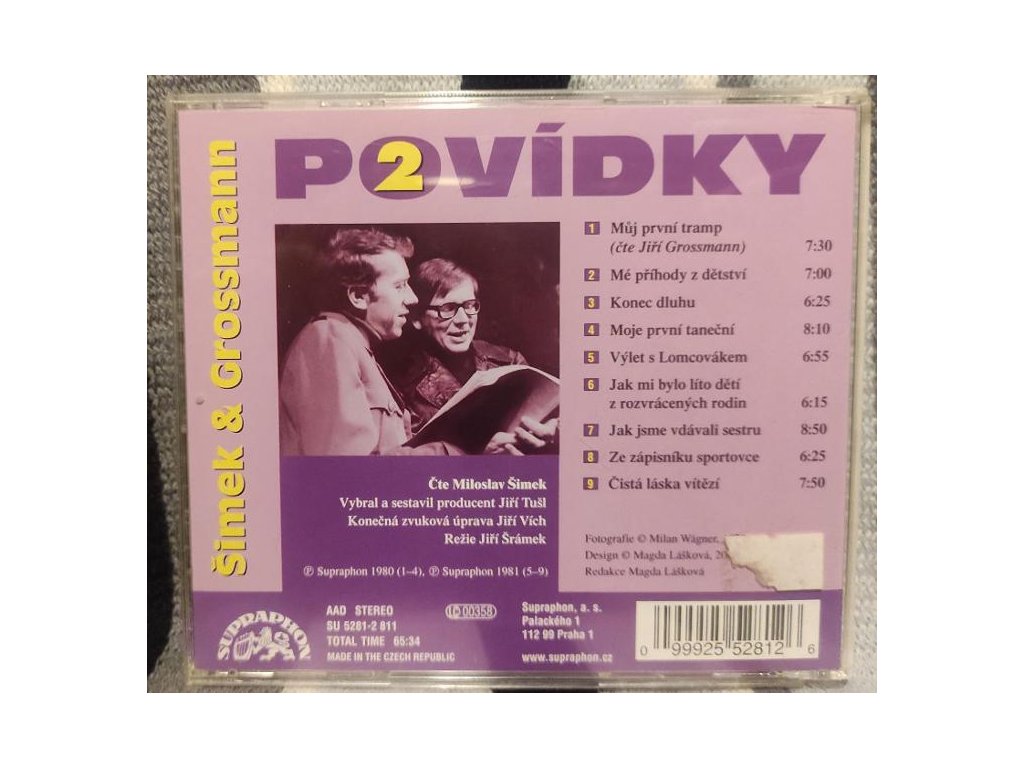 Šimek & Grossmann
POVÍDKY
2
1 Můj první tramp
(čte Jiří Grossmann) 7:30
2 Mé příhody z dětství 7:00
3 Konec dluhu 6:25
4 Moje první taneční 8:10
5 Výlet s Lomcovákem 6:55
6 Jak mi bylo líto dětí
z rozvrácených rodin 6:15
7 Jak jsme vdávali sestru 8:50
8 Ze zápisníku sportovce 6:25
9 Čistá láska vítězí 7:50
Čte Miloslav Šimek
Vybral a sestavil producent Jiří Tušl
Konečná zvuková úprava Jiří Vích
Režie Jiří Šrámek
℗ Supraphon 1980 (1–4), ℗ Supraphon 1981 (5–9)
Fotografie © Milan Wágner,
Design © Magda Lášková, 20
Redakce Magda Lášková
SUPRAPHON
AAD STEREO
SU 5281-2 811
TOTAL TIME 65:34
MADE IN THE CZECH REPUBLIC
LC 00358
Supraphon, a. s.
Palackého 1
112 99 Praha 1
www.supraphon.cz
0 99925 52812 6